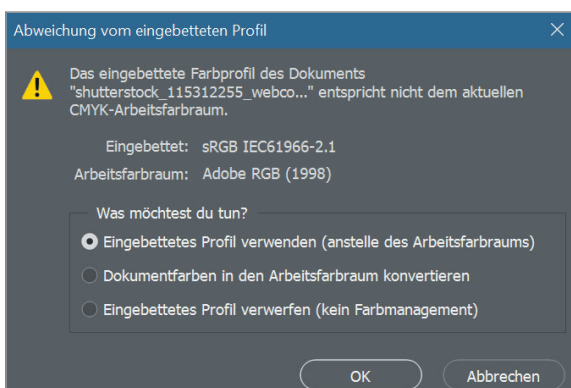 Abweichung vom eingebetteten Profil
Das eingebettete Farbprofil des Dokuments
"shutterstock_115312255_webco..." entspricht nicht dem aktuellen
CMYK-Arbeitsfarbraum.
Eingebettet: sRGB IEC61966-2.1
Arbeitsfarbraum: Adobe RGB (1998)
Was möchtest du tun?
Eingebettetes Profil verwenden (anstelle des Arbeitsfarbraums)
Dokumentfarben in den Arbeitsfarbraum konvertieren
Eingebettetes Profil verwerfen (kein Farbmanagement)
OK Abbrechen